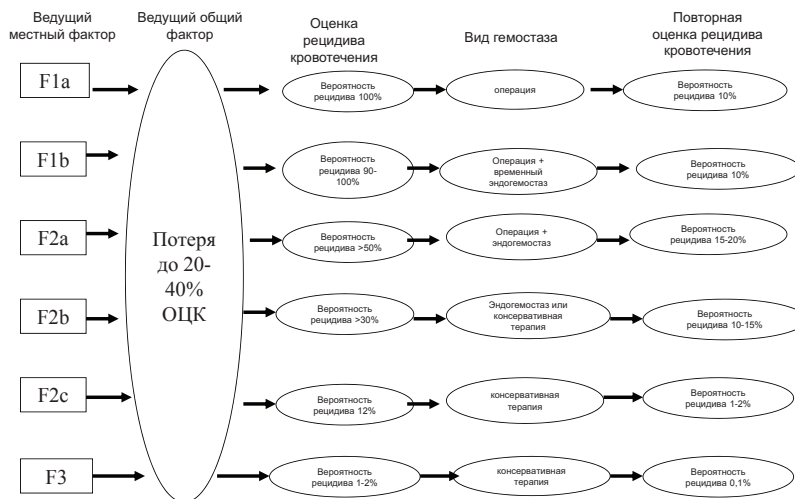 Ведущий
местный фактор
Ведущий общий
фактор
Оценка
рецидива
кровотечения
Вид гемостаза
Повторная
оценка рецидива
кровотечения
F1a
Вероятность
рецидива 100%
операция
Вероятность
рецидива 10%
F1b
Вероятность
рецидива 90-
100%
Операция +
временный
эндогемостаз
Вероятность
рецидива 10%
F2a
Потеря
до 20-
40%
ОЦК
Вероятность
рецидива >50%
Операция +
эндогемостаз
Вероятность
рецидива 15-20%
F2b
Вероятность
рецидива >30%
Эндогемостаз или
консервативная
терапия
Вероятность
рецидива 10-15%
F2c
Вероятность
рецидива 12%
консервативная
терапия
Вероятность
рецидива 1-2%
F3
Вероятность
рецидива 1-2%
консервативная
терапия
Вероятность
рецидива 0,1%